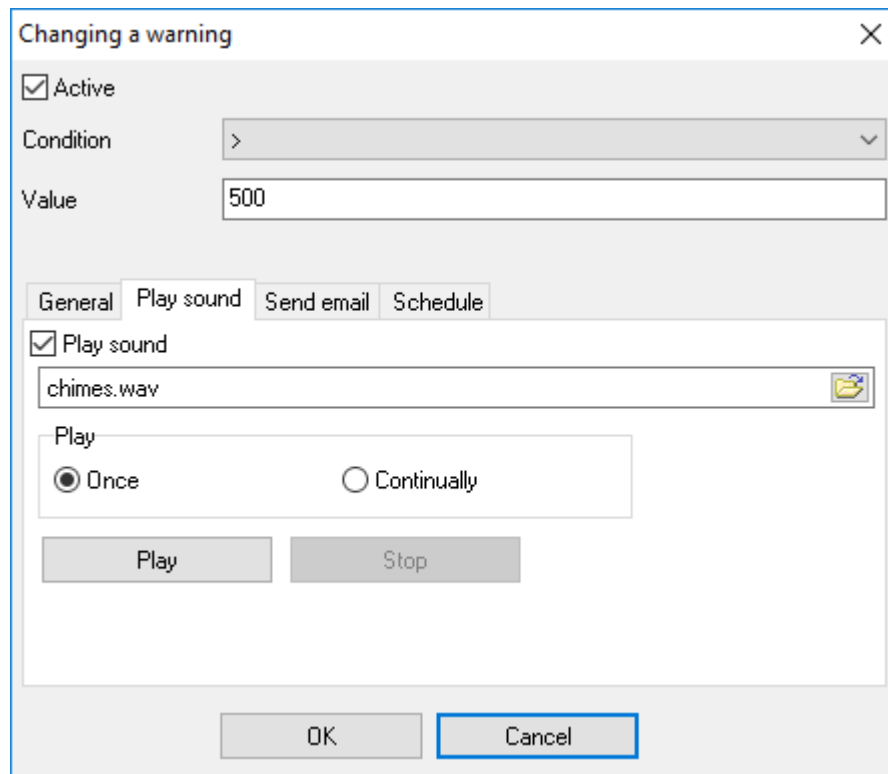 Changing a warning
Active
Condition >
Value 500
General Play sound Send email Schedule
Play sound
chimes.wav
Play
Once Continually
Play Stop
OK Cancel